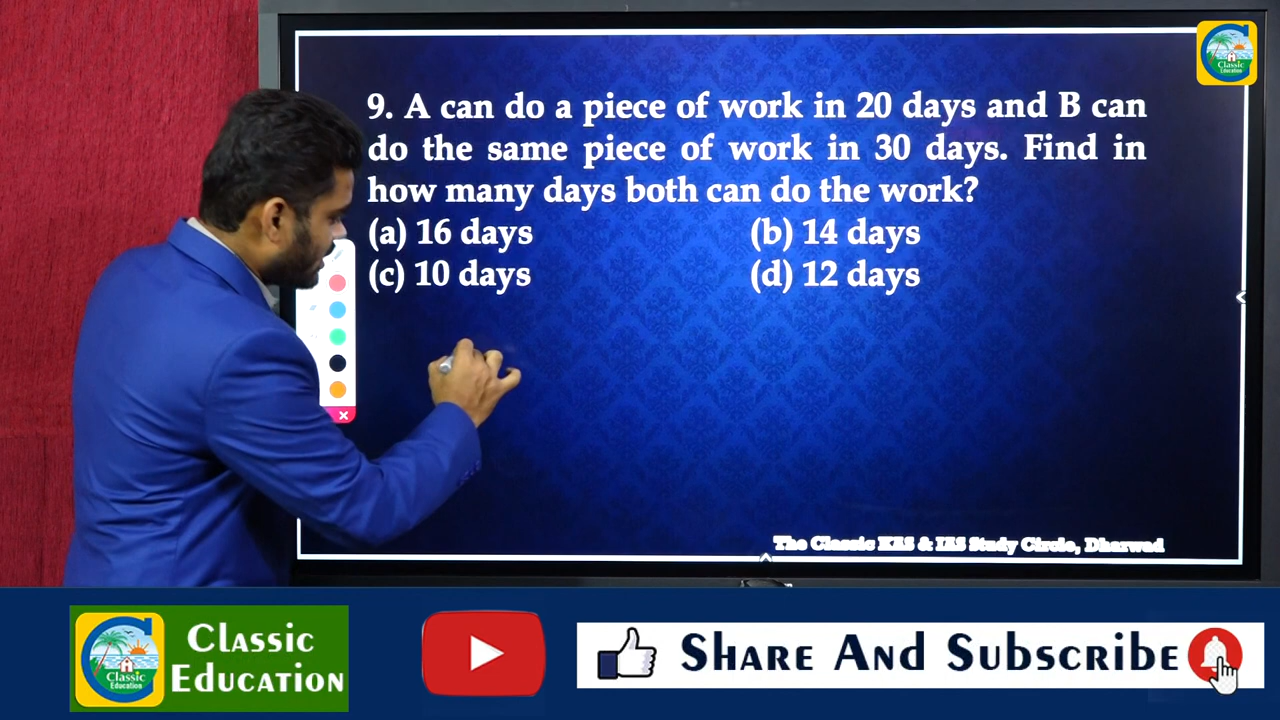 Classic
Education
9. A can do a piece of work in 20 days and B can
do the same piece of work in 30 days. Find in
how many days both can do the work?
(a) 16 days (b) 14 days
(c) 10 days (d) 12 days
The Classic KAS & IAS Study Circle, Dharwad
Classic
Education
Classic
Education
Share And Subscribe